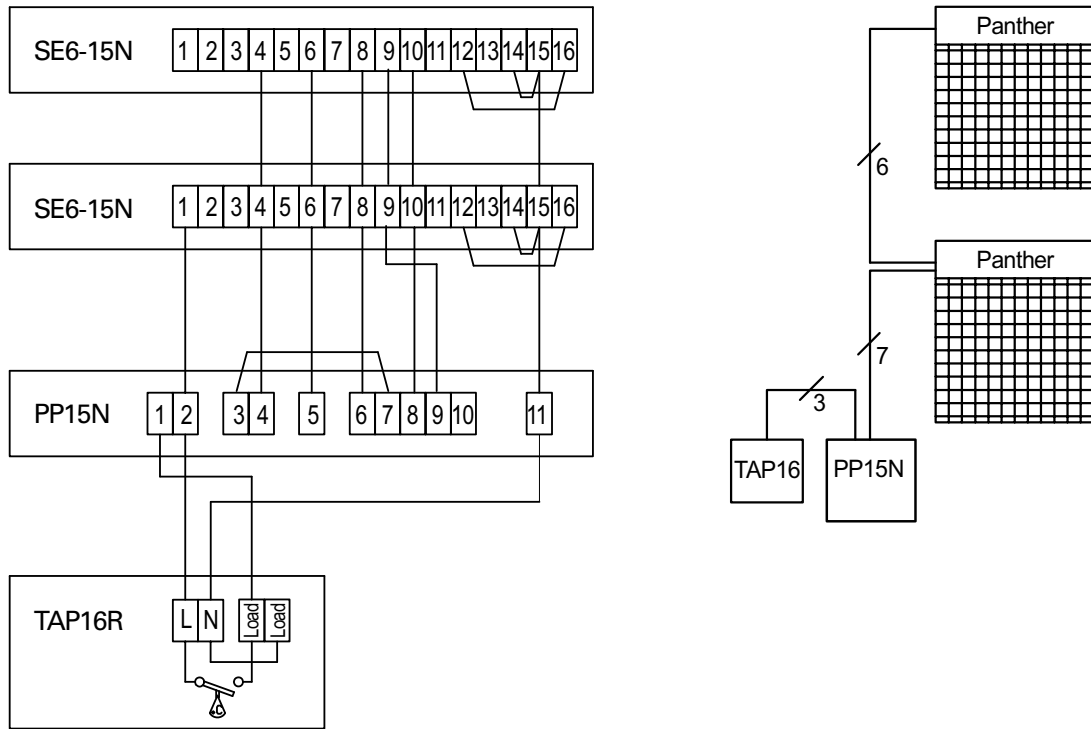 SE6-15N 1 2 3 4 5 6 7 8 9 10 11 12 13 14 15 16
SE6-15N 1 2 3 4 5 6 7 8 9 10 11 12 13 14 15 16
PP15N 1 2 3 4 5 6 7 8 9 10 11
TAP16R L N Load Load
°C
Panther
6
Panther
7
3
TAP16 PP15N